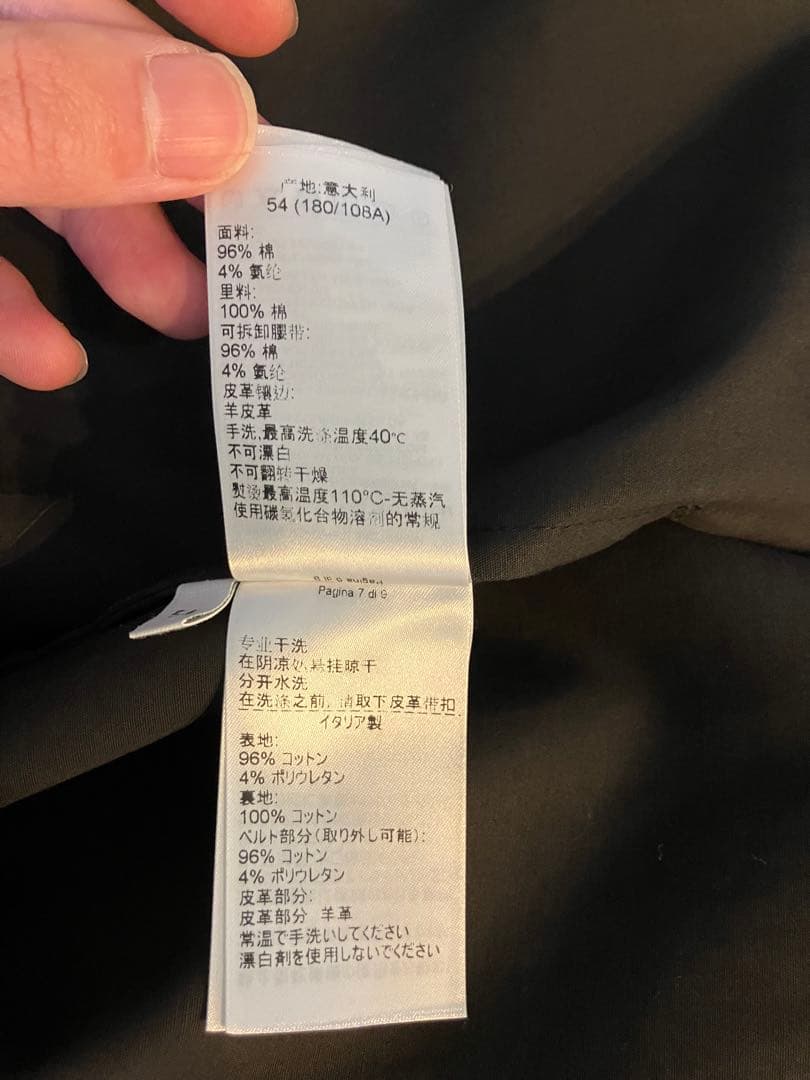 产地:意大利
54 (180/108A)
面料:
96% 棉
4% 氨纶
里料:
100% 棉
可拆卸腰带:
96% 棉
4% 氨纶
皮革镶边:
羊皮革
手洗,最高洗涤温度40°C
不可漂白
不可翻转干燥
熨烫最高温度110°C-无蒸汽
使用碳氢化合物溶剂的常规
Pagina 7 di 9
专业干洗
在阴凉处悬挂晾干
分开水洗
在洗涤之前, 请取下皮革带扣
イタリア製
表地:
96% コットン
4% ポリウレタン
裏地:
100% コットン
ベルト部分(取り外し可能):
96% コットン
4% ポリウレタン
皮革部分:
皮革部分 羊革
常温で手洗いしてください
漂白剤を使用しないでください